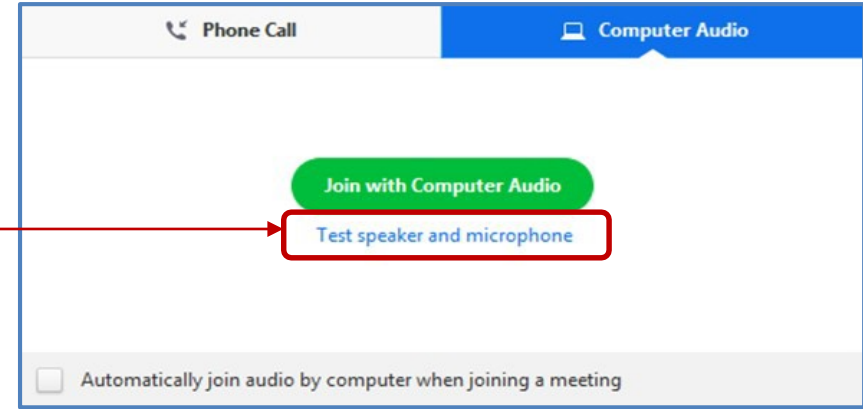 Phone Call
Computer Audio
Join with Computer Audio
Test speaker and microphone
Automatically join audio by computer when joining a meeting